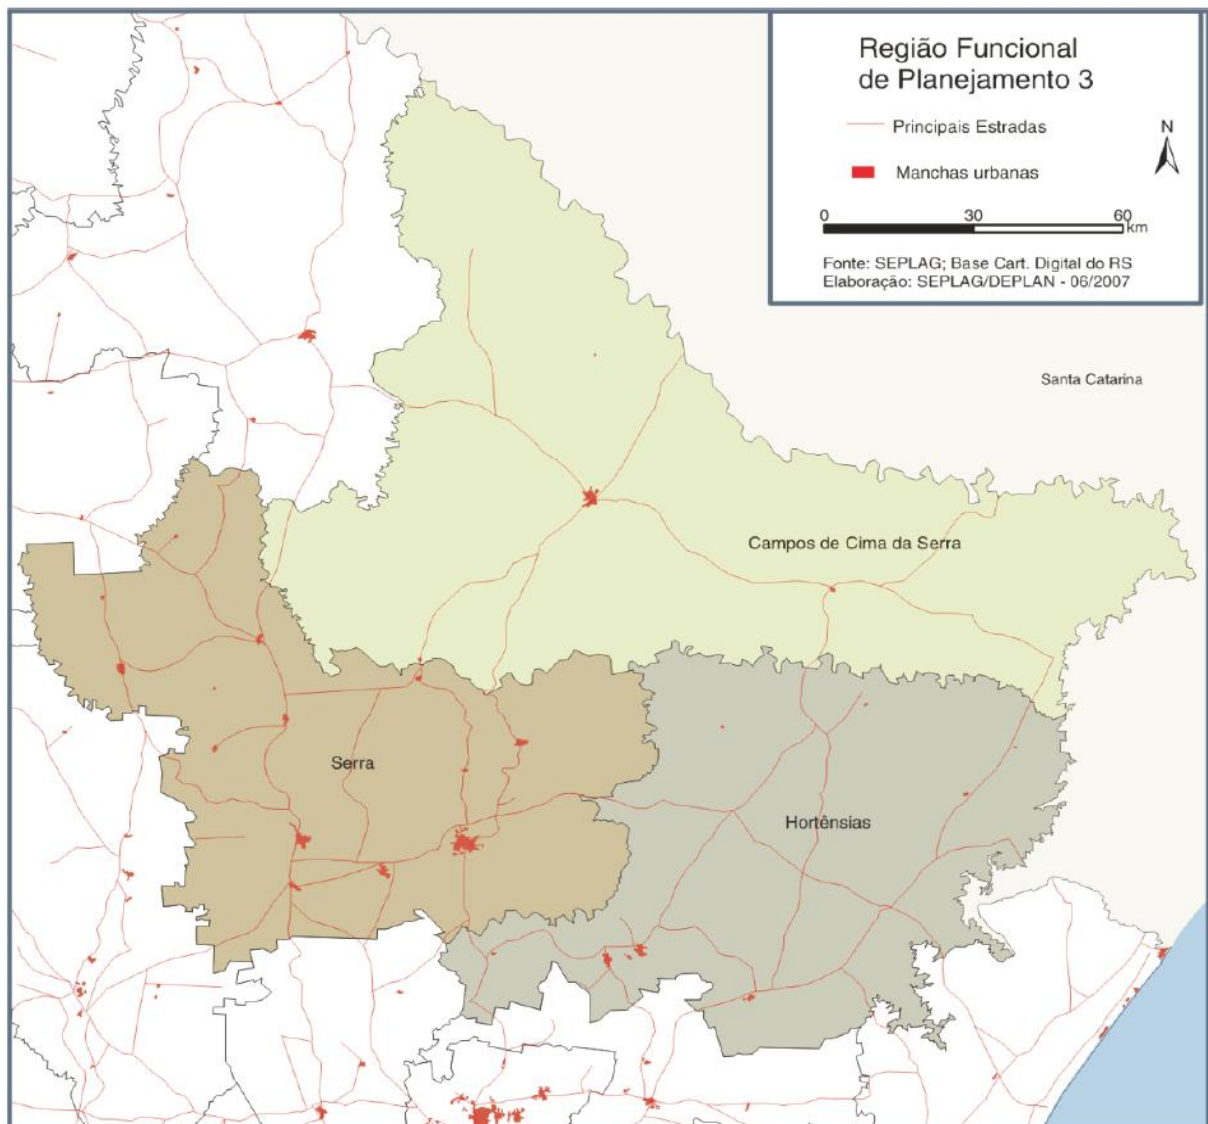 Região Funcional
de Planejamento 3
Principais Estradas
N
Manchas urbanas
0 30 60
km
Fonte: SEPLAG; Base Cart. Digital do RS
Elaboração: SEPLAG/DEPLAN - 06/2007
Santa Catarina
Campos de Cima da Serra
Serra
Hortênsias